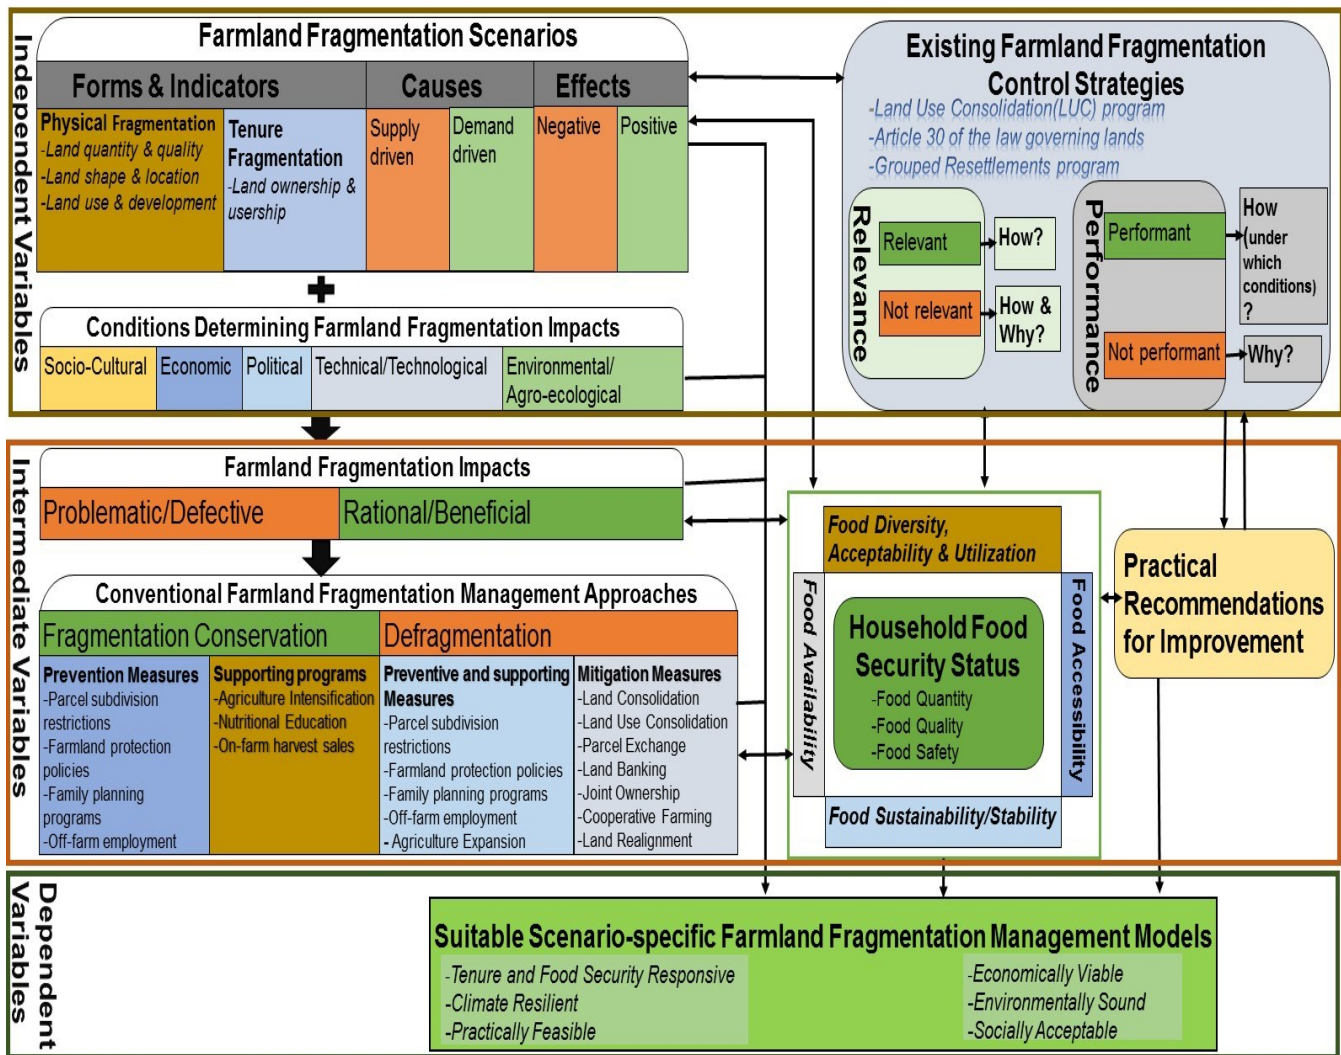 Independent Variables
Farmland Fragmentation Scenarios
Forms & Indicators
Causes
Effects
Physical Fragmentation
-Land quantity & quality
-Land shape & location
-Land use & development
Tenure
Fragmentation
-Land ownership &
usership
Supply
driven
Demand
driven
Negative
Positive
Conditions Determining Farmland Fragmentation Impacts
Socio-Cultural
Economic
Political
Technical/Technological
Environmental/
Agro-ecological
Existing Farmland Fragmentation
Control Strategies
-Land Use Consolidation(LUC) program
-Article 30 of the law governing lands
-Grouped Resettlements program
Relevance
Relevant
How?
Not relevant
How &
Why?
Performance
Performant
How
(under
which
conditions)
?
Not performant
Why?
Intermediate Variables
Farmland Fragmentation Impacts
Problematic/Defective
Rational/Beneficial
Conventional Farmland Fragmentation Management Approaches
Fragmentation Conservation
Defragmentation
Prevention Measures
-Parcel subdivision
restrictions
-Farmland protection
policies
-Family planning
programs
-Off-farm employment
Supporting programs
-Agriculture Intensification
-Nutritional Education
-On-farm harvest sales
Preventive and supporting
Measures
-Parcel subdivision
restrictions
-Farmland protection policies
-Family planning programs
-Off-farm employment
- Agriculture Expansion
Mitigation Measures
-Land Consolidation
-Land Use Consolidation
-Parcel Exchange
-Land Banking
-Joint Ownership
-Cooperative Farming
-Land Realignment
Food Diversity,
Acceptability & Utilization
Food Availability
Household Food
Security Status
-Food Quantity
-Food Quality
-Food Safety
Food Accessibility
Food Sustainability/Stability
Practical
Recommendations
for Improvement
Dependent
Variables
Suitable Scenario-specific Farmland Fragmentation Management Models
-Tenure and Food Security Responsive
-Climate Resilient
-Practically Feasible
-Economically Viable
-Environmentally Sound
-Socially Acceptable